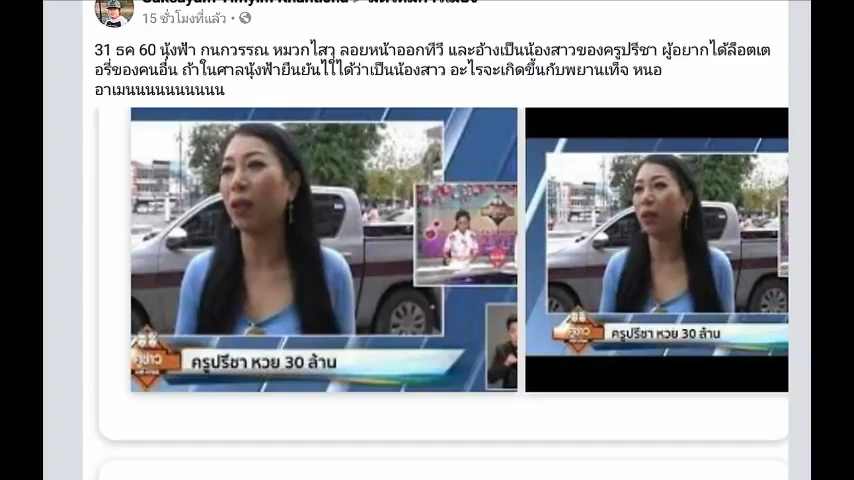 15 ชั่วโมงที่แล้ว
31 ธค 60 นุ้งฟ้า กนกวรรณ หมวกไสว ลอยหน้าออกทีวี และอ้างเป็นน้องสาวของครูปรีชา ผู้อยากได้ล็อตเต
อรี่ของคนอื่น ถ้าในศาลนุ้งฟ้ายืนยันไใ่ได้ว่าเป็นน้องสาว อะไรจะเกิดขึ้นกับพยานเท็จ หนอ
อาเมนนนนนนนนนน
ครูปรีชา หวย 30 ล้าน
ครูปรีชา หวย 30 ล้าน